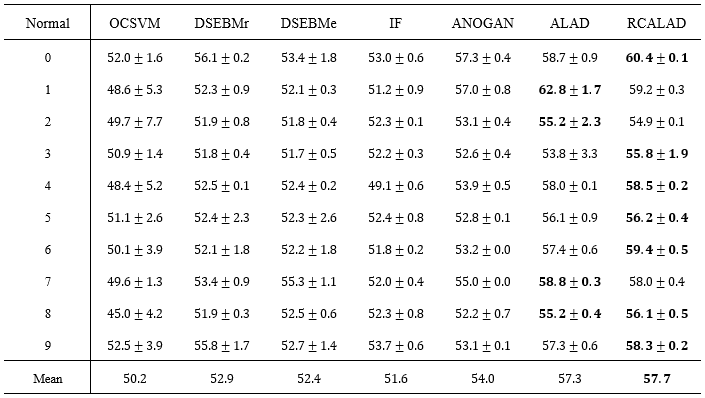 Normal OCSVM DSEBMr DSEBMe IF ANOGAN ALAD RCALAD
0 52.0 ± 1.6 56.1 ± 0.2 53.4 ± 1.8 53.0 ± 0.6 57.3 ± 0.4 58.7 ± 0.9 60.4 ± 0.1
1 48.6 ± 5.3 52.3 ± 0.9 52.1 ± 0.3 51.2 ± 0.9 57.0 ± 0.8 62.8 ± 1.7 59.2 ± 0.3
2 49.7 ± 7.7 51.9 ± 0.8 51.8 ± 0.4 52.3 ± 0.1 53.1 ± 0.4 55.2 ± 2.3 54.9 ± 0.1
3 50.9 ± 1.4 51.8 ± 0.4 51.7 ± 0.5 52.2 ± 0.3 52.6 ± 0.4 53.8 ± 3.3 55.8 ± 1.9
4 48.4 ± 5.2 52.5 ± 0.1 52.4 ± 0.2 49.1 ± 0.6 53.9 ± 0.5 58.0 ± 0.1 58.5 ± 0.2
5 51.1 ± 2.6 52.4 ± 2.3 52.3 ± 2.6 52.4 ± 0.8 52.8 ± 0.1 56.1 ± 0.9 56.2 ± 0.4
6 50.1 ± 3.9 52.1 ± 1.8 52.2 ± 1.8 51.8 ± 0.2 53.2 ± 0.0 57.4 ± 0.6 59.4 ± 0.5
7 49.6 ± 1.3 53.4 ± 0.9 55.3 ± 1.1 52.0 ± 0.4 55.0 ± 0.0 58.8 ± 0.3 58.0 ± 0.4
8 45.0 ± 4.2 51.9 ± 0.3 52.5 ± 0.6 52.3 ± 0.8 52.2 ± 0.7 55.2 ± 0.4 56.1 ± 0.5
9 52.5 ± 3.9 55.8 ± 1.7 52.7 ± 1.4 53.7 ± 0.6 53.1 ± 0.1 57.3 ± 0.6 58.3 ± 0.2
Mean 50.2 52.9 52.4 51.6 54.0 57.3 57.7